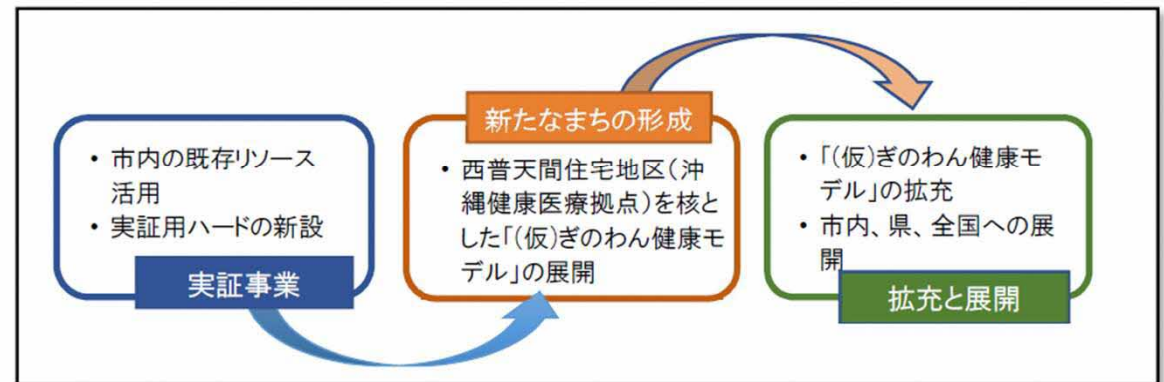 ・市内の既存リソース
活用
・実証用ハードの新設
実証事業
新たなまちの形成
・西普天間住宅地区(沖
縄健康医療拠点)を核と
した「(仮)ぎのわん健康モ
デル」の展開
・「(仮)ぎのわん健康モ
デル」の拡充
・市内、県、全国への展
開
拡充と展開